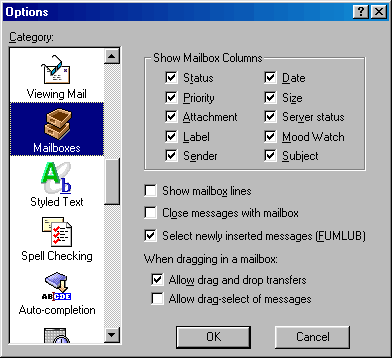 Options
Category:
Viewing Mail
Mailboxes
Styled Text
Spell Checking
ABCDE
Auto-completion
Show Mailbox Columns
Status
Date
Priority
Size
Attachment
Server status
Label
Mood Watch
Sender
Subject
Show mailbox lines
Close messages with mailbox
Select newly inserted messages (FUMLUB)
When dragging in a mailbox:
Allow drag and drop transfers
Allow drag-select of messages
OK
Cancel